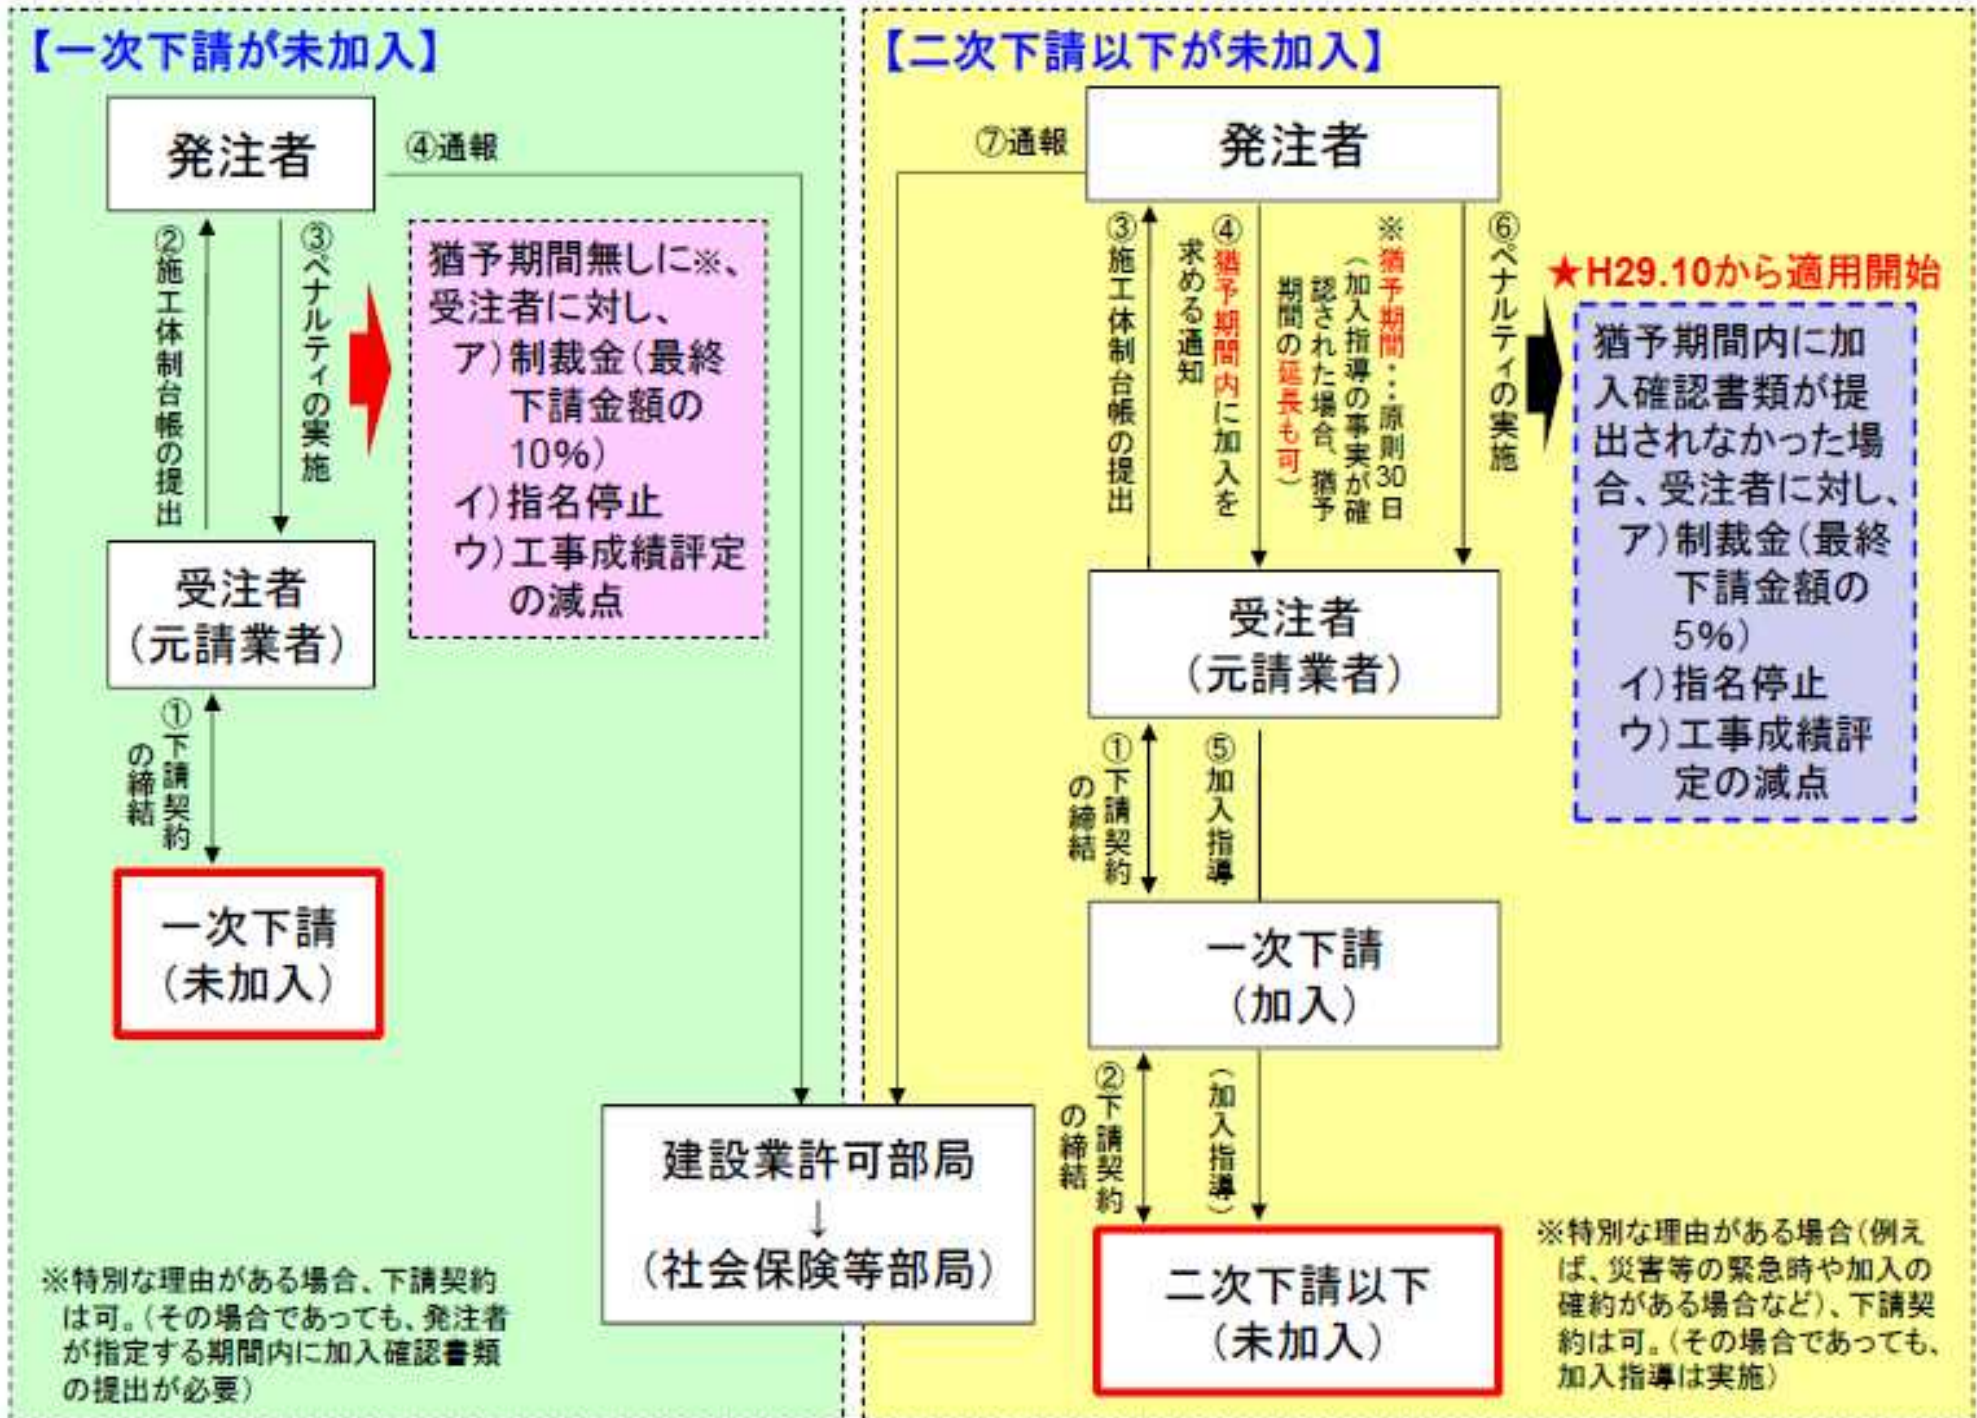 【一次下請が未加入】
発注者
④通報
②施工体制台帳の提出
③ペナルティの実施
猶予期間無しに※、
受注者に対し、
ア)制裁金(最終
下請金額の
10%)
イ)指名停止
ウ)工事成績評定
の減点
受注者
(元請業者)
①下請契約
の締結
一次下請
(未加入)
※特別な理由がある場合、下請契約
は可。(その場合であっても、発注者
が指定する期間内に加入確認書類
の提出が必要)
建設業許可部局
↓
(社会保険等部局)
【二次下請以下が未加入】
⑦通報
発注者
③施工体制台帳の提出
④猶予期間内に加入を
求める通知
※猶予期間・・・原則30日
(加入指導の事実が確
認された場合、猶予
期間の延長も可)
⑥ペナルティの実施
★H29.10から適用開始
猶予期間内に加
入確認書類が提
出されなかった場
合、受注者に対し、
ア)制裁金(最終
下請金額の
5%)
イ)指名停止
ウ)工事成績評
定の減点
受注者
(元請業者)
①下請契約
の締結
⑤加入指導
一次下請
(加入)
②下請契約
の締結
(加入指導)
二次下請以下
(未加入)
※特別な理由がある場合(例え
ば、災害等の緊急時や加入の
確約がある場合など)、下請契
約は可。(その場合であっても、
加入指導は実施)